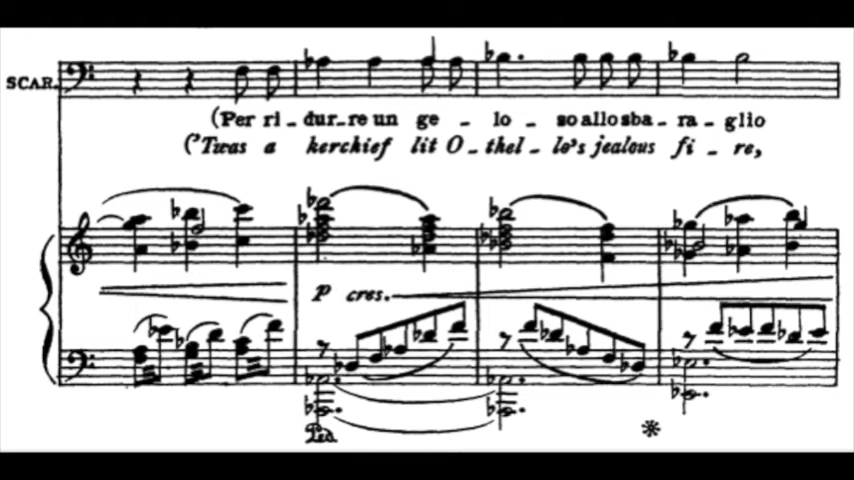 SCAR.
(Per ri-dur-re un ge-lo-so allo sba-ra-glio
('Twas a kerchief lit O-thel-lo's jealous fi-re,
P cres.
Ped.